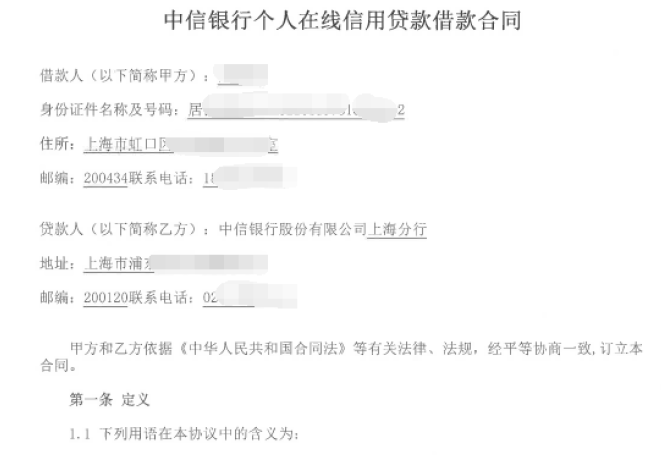 中信银行个人在线信用贷款借款合同
借款人（以下简称甲方）：
身份证件名称及号码：居 2
住所：上海市虹口区 室
邮编：200434联系电话：18
贷款人（以下简称乙方）：中信银行股份有限公司上海分行
地址：上海市浦东
邮编：200120联系电话：02
甲方和乙方依据《中华人民共和国合同法》等有关法律、法规，经平等协商一致,订立本
合同。
第一条 定义
1.1 下列用语在本协议中的含义为：